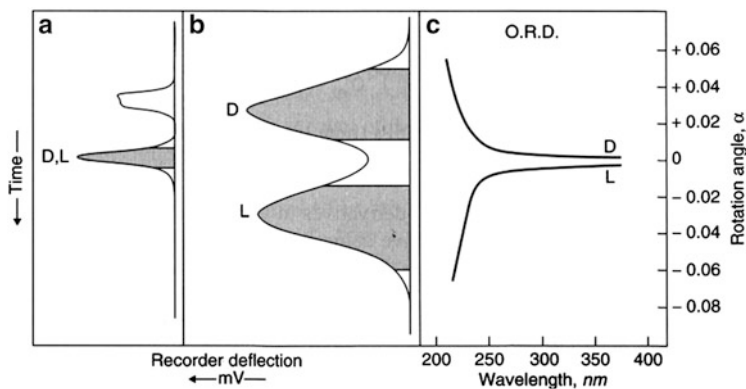 a
b
c
O.R.D.
D,L
D
L
D
L
← Time —
+ 0.06
+ 0.04
+ 0.02
0
– 0.02
– 0.04
– 0.06
– 0.08
Rotation angle, α
200 250 300 350 400
Recorder deflection
←mV—
Wavelength, nm